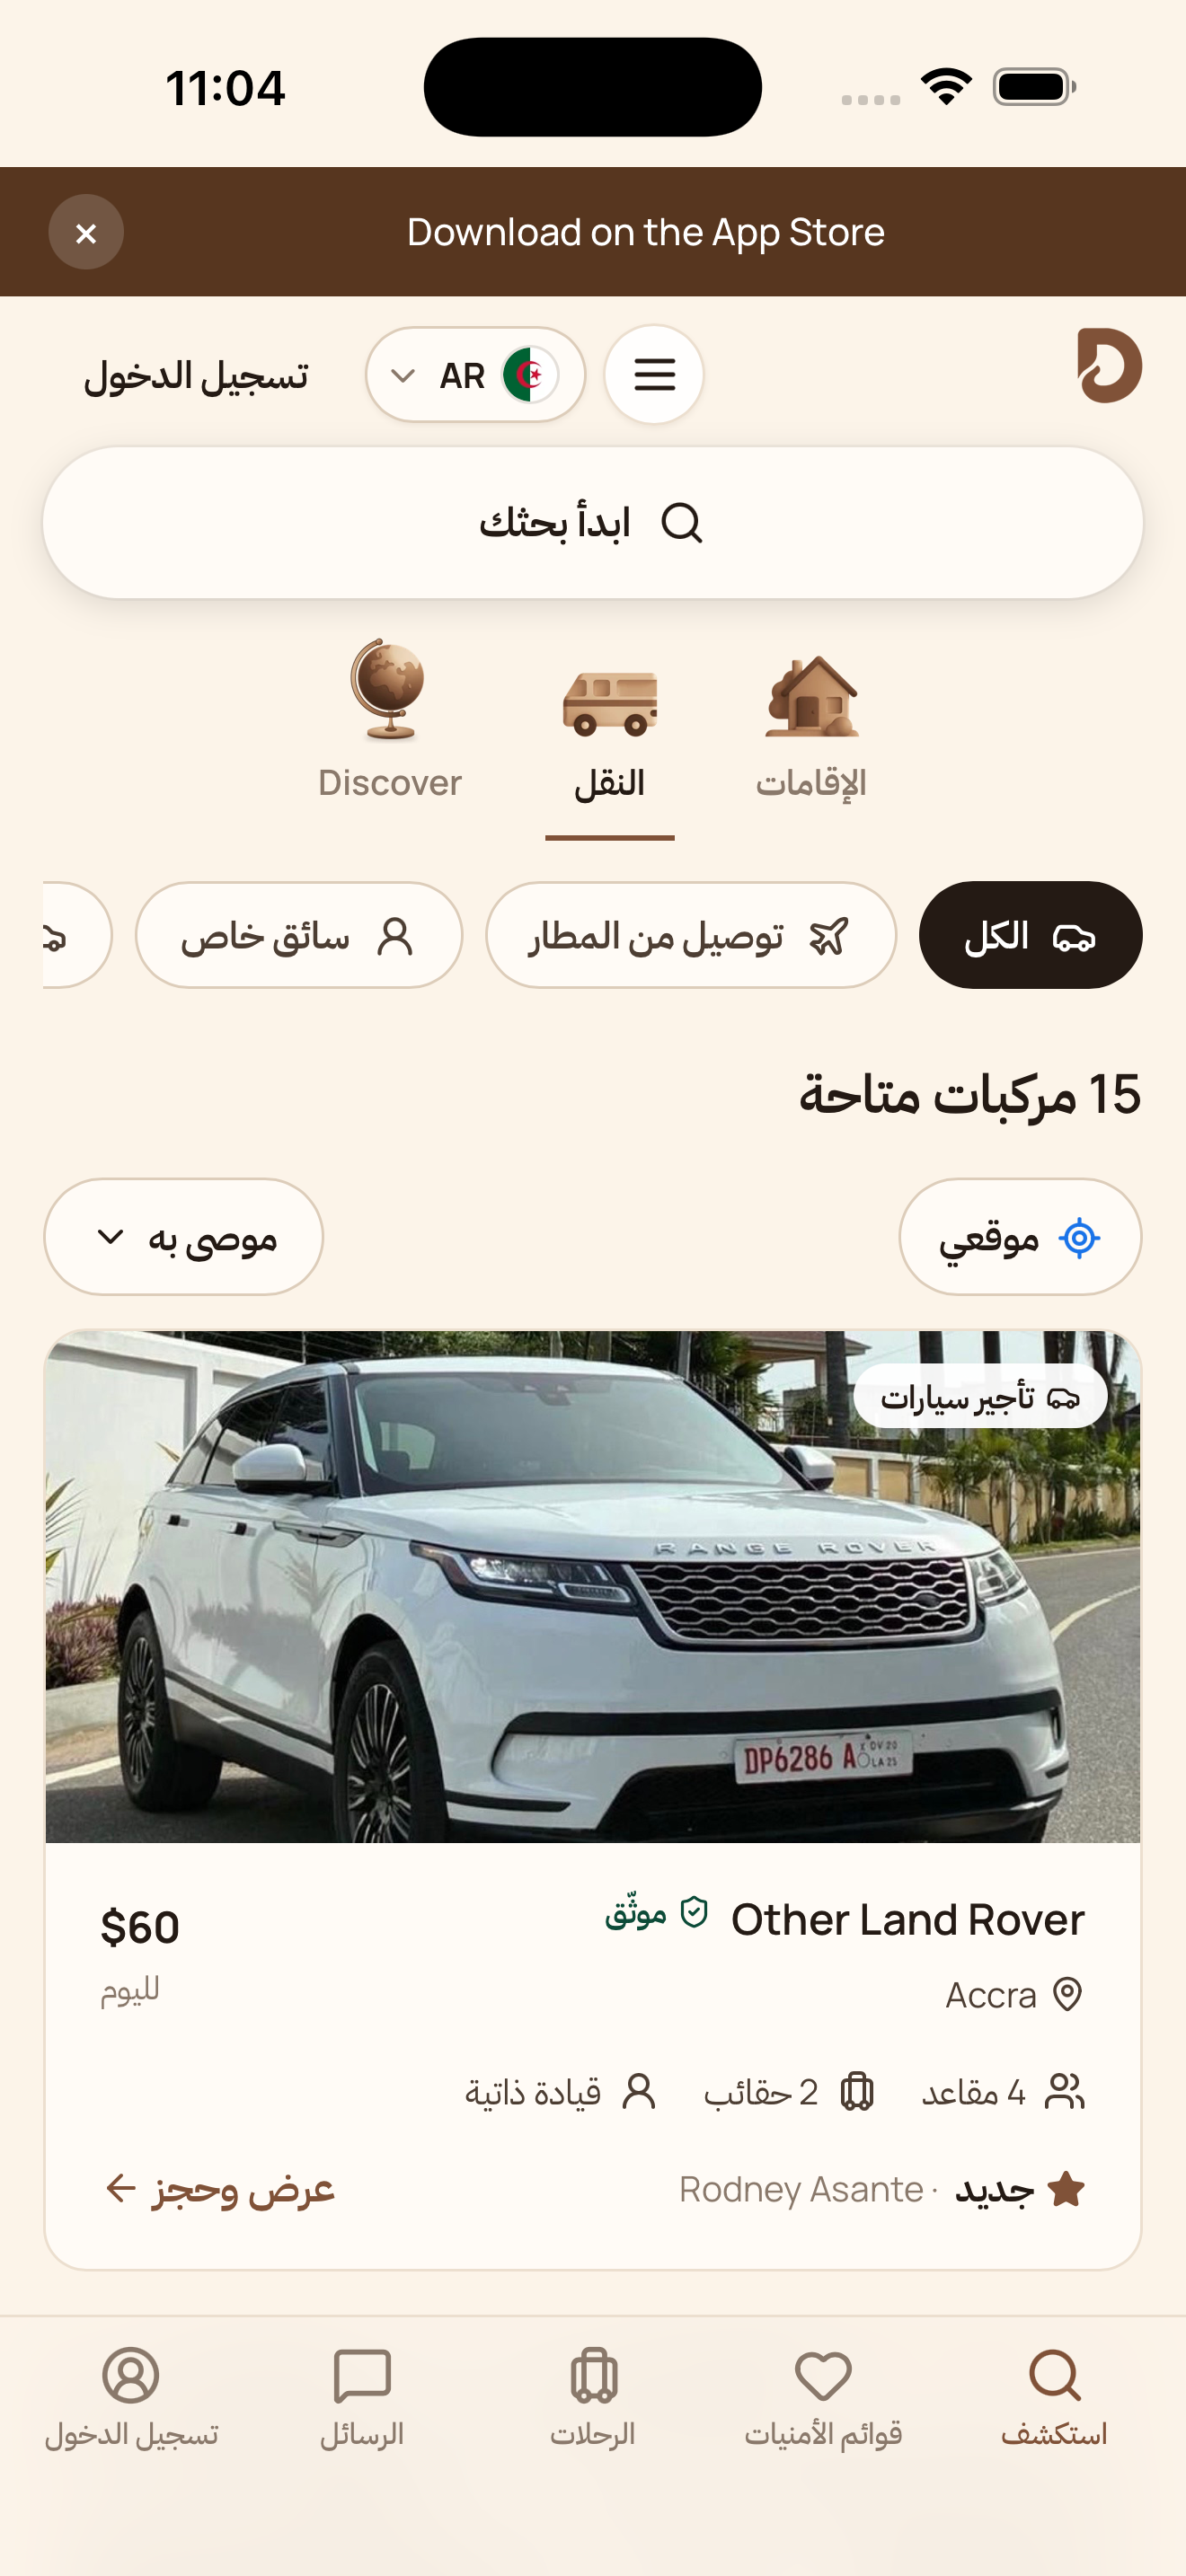 11:04
Download on the App Store
AR
تسجيل الدخول
ابدأ بحثك
الإقامات
النقل
Discover
الكل
توصيل من المطار
سائق خاص
15 مركبات متاحة
موقعي
موصى به
تأجير سيارات
RANGE ROVER
DP6286 A
Other Land Rover
موثّق
$60
Accra
لليوم
4 مقاعد
2 حقائب
قيادة ذاتية
جديد · Rodney Asante
عرض وحجز
استكشف
قوائم الأمنيات
الرحلات
الرسائل
تسجيل الدخول